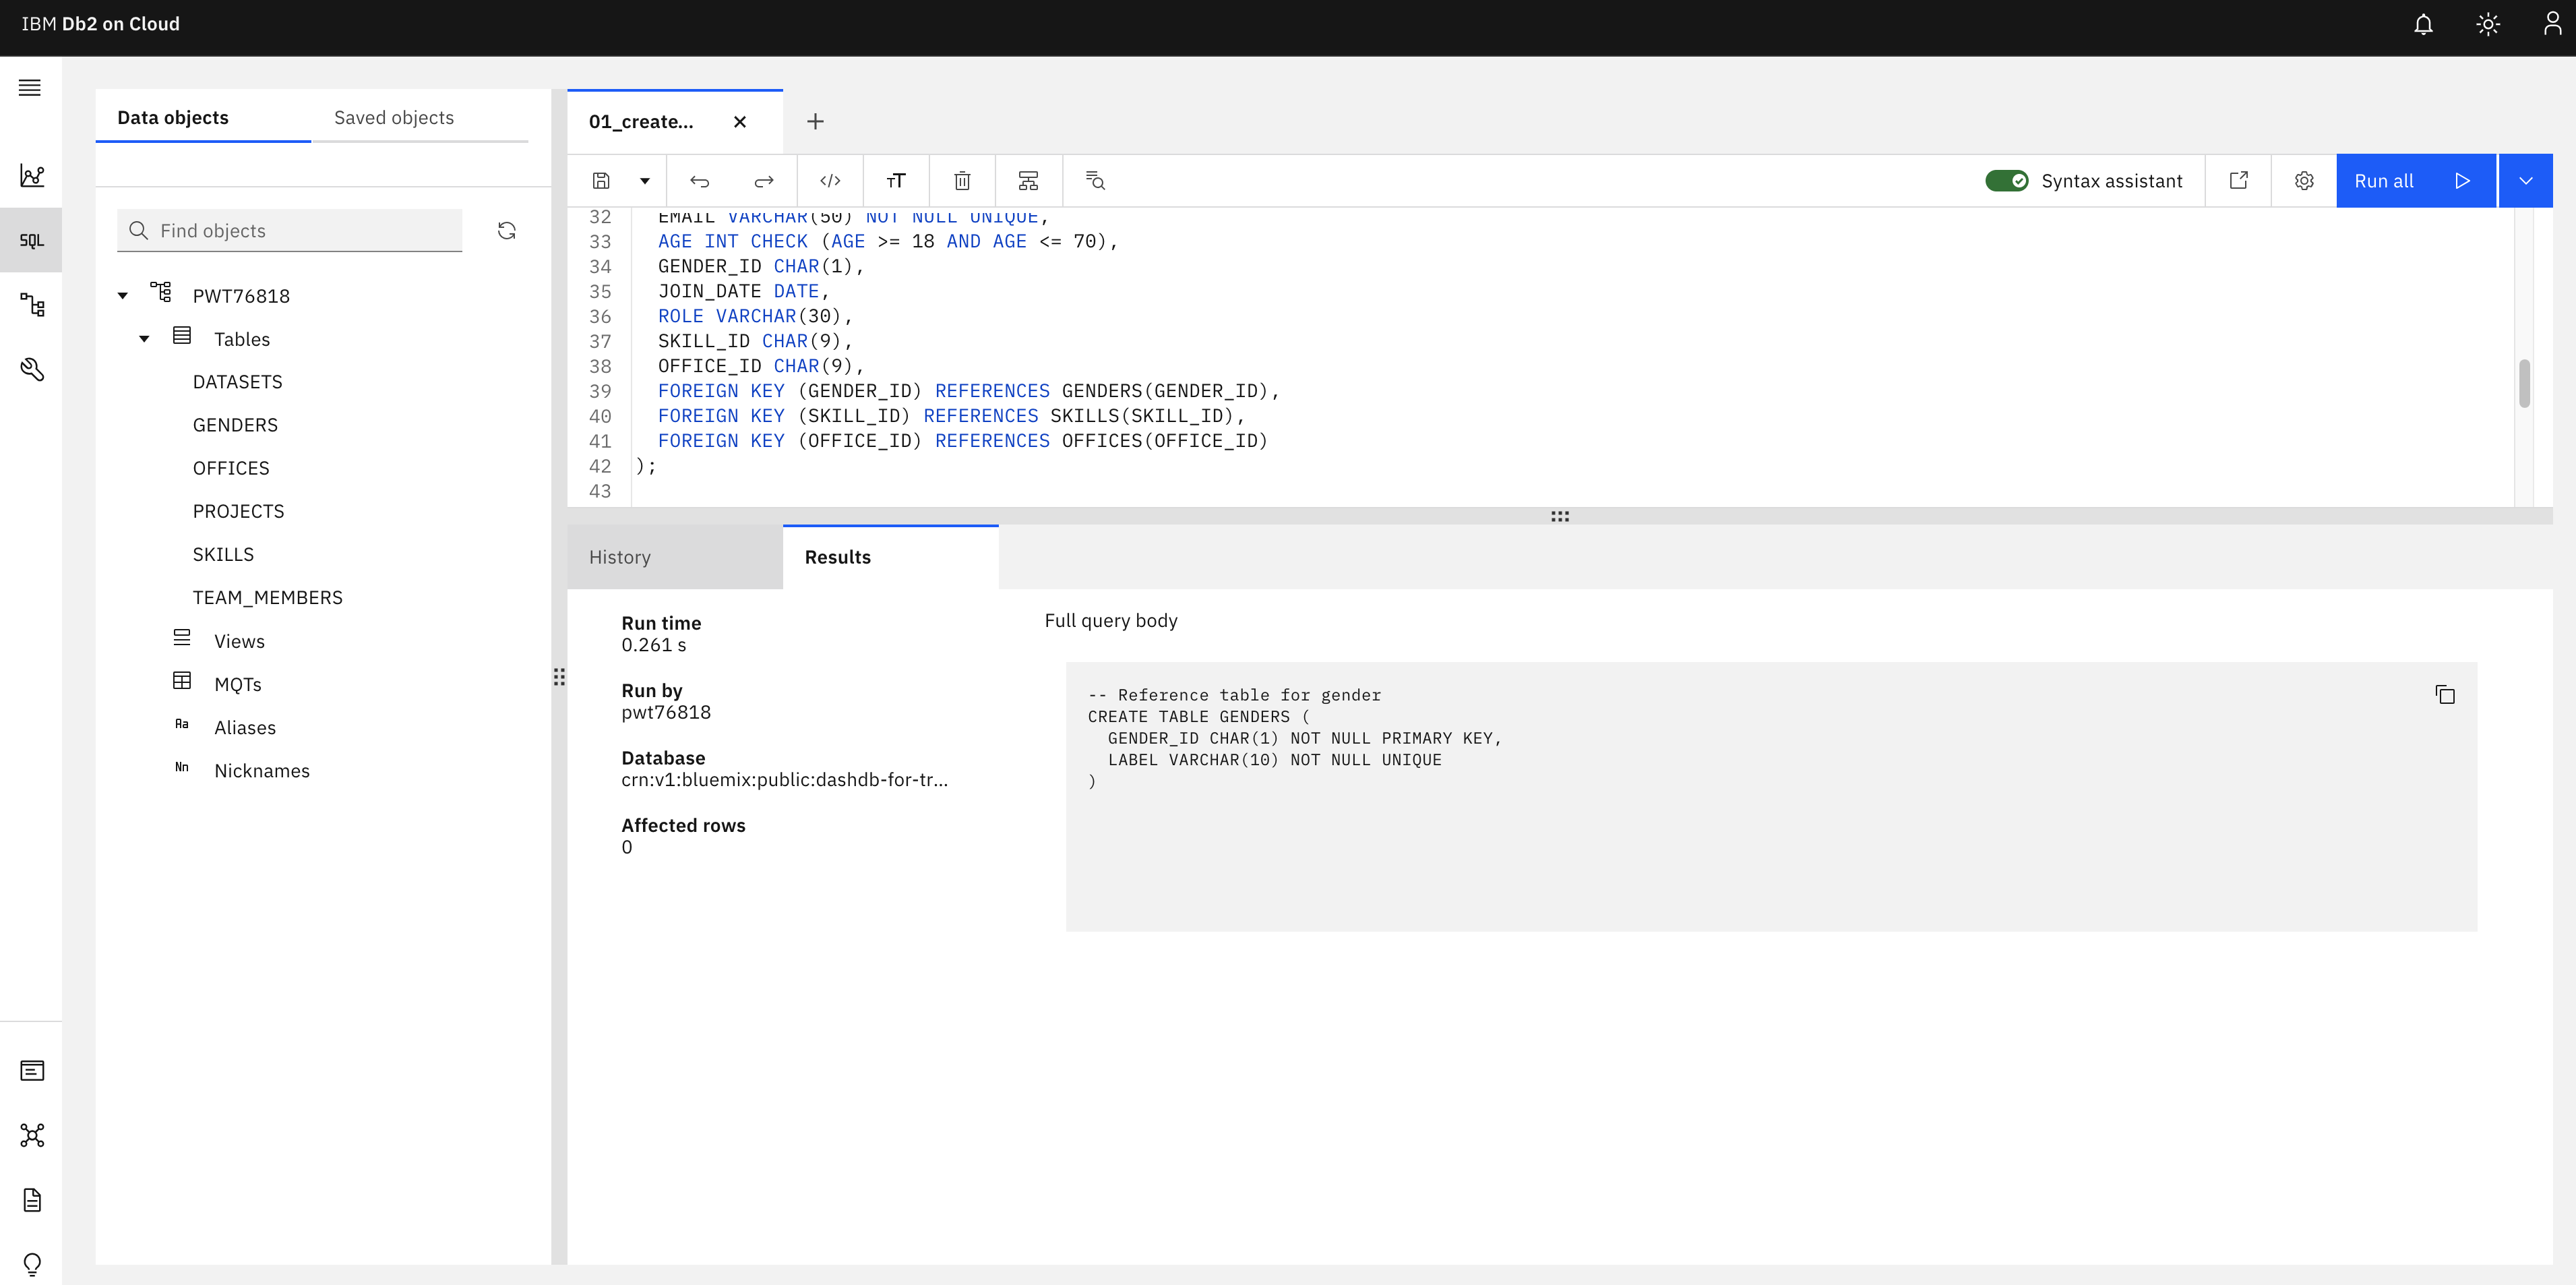 IBM Db2 on Cloud
Data objects
Saved objects
Find objects
SQL
PWT76818
Tables
DATASETS
GENDERS
OFFICES
PROJECTS
SKILLS
TEAM_MEMBERS
Views
MQTs
Aa Aliases
Nn Nicknames
01_create...
Syntax assistant
Run all
32 EMAIL VARCHAR(50) NOT NULL UNIQUE,
33 AGE INT CHECK (AGE >= 18 AND AGE <= 70),
34 GENDER_ID CHAR(1),
35 JOIN_DATE DATE,
36 ROLE VARCHAR(30),
37 SKILL_ID CHAR(9),
38 OFFICE_ID CHAR(9),
39 FOREIGN KEY (GENDER_ID) REFERENCES GENDERS(GENDER_ID),
40 FOREIGN KEY (SKILL_ID) REFERENCES SKILLS(SKILL_ID),
41 FOREIGN KEY (OFFICE_ID) REFERENCES OFFICES(OFFICE_ID)
42 );
43
History
Results
Run time
0.261 s
Run by
pwt76818
Database
crn:v1:bluemix:public:dashdb-for-tr...
Affected rows
0
Full query body
-- Reference table for gender
CREATE TABLE GENDERS (
GENDER_ID CHAR(1) NOT NULL PRIMARY KEY,
LABEL VARCHAR(10) NOT NULL UNIQUE
)